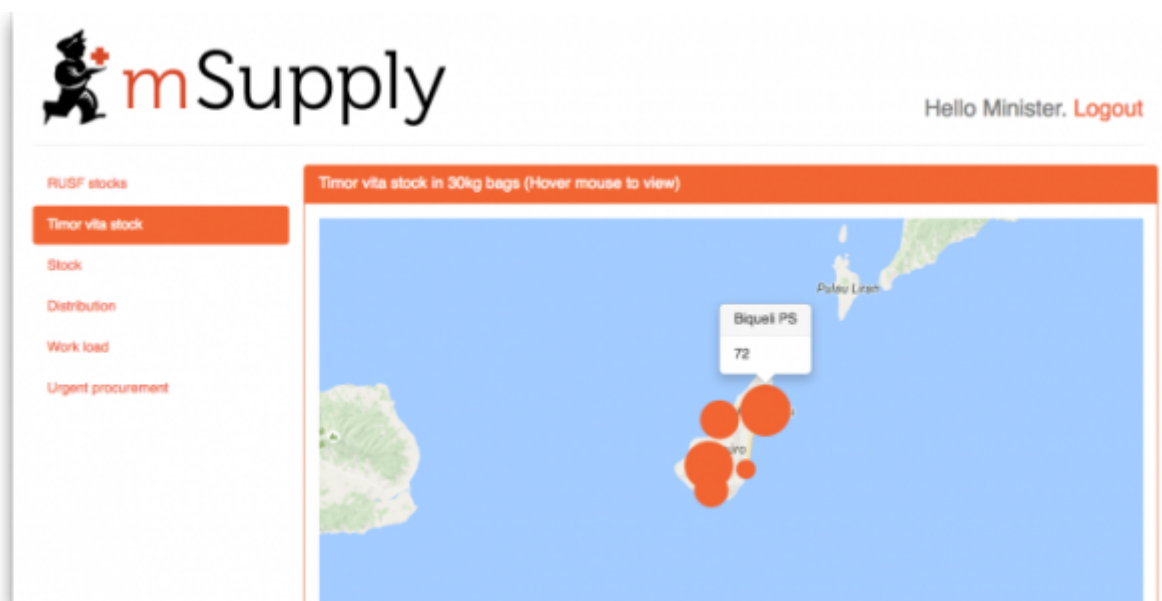 mSupply
Hello Minister. Logout
RUSF stocks
Timor vita stock
Stock
Distribution
Work load
Urgent procurement
Timor vita stock in 30kg bags (Hover mouse to view)
Pulau Liran
Biqueli PS
72